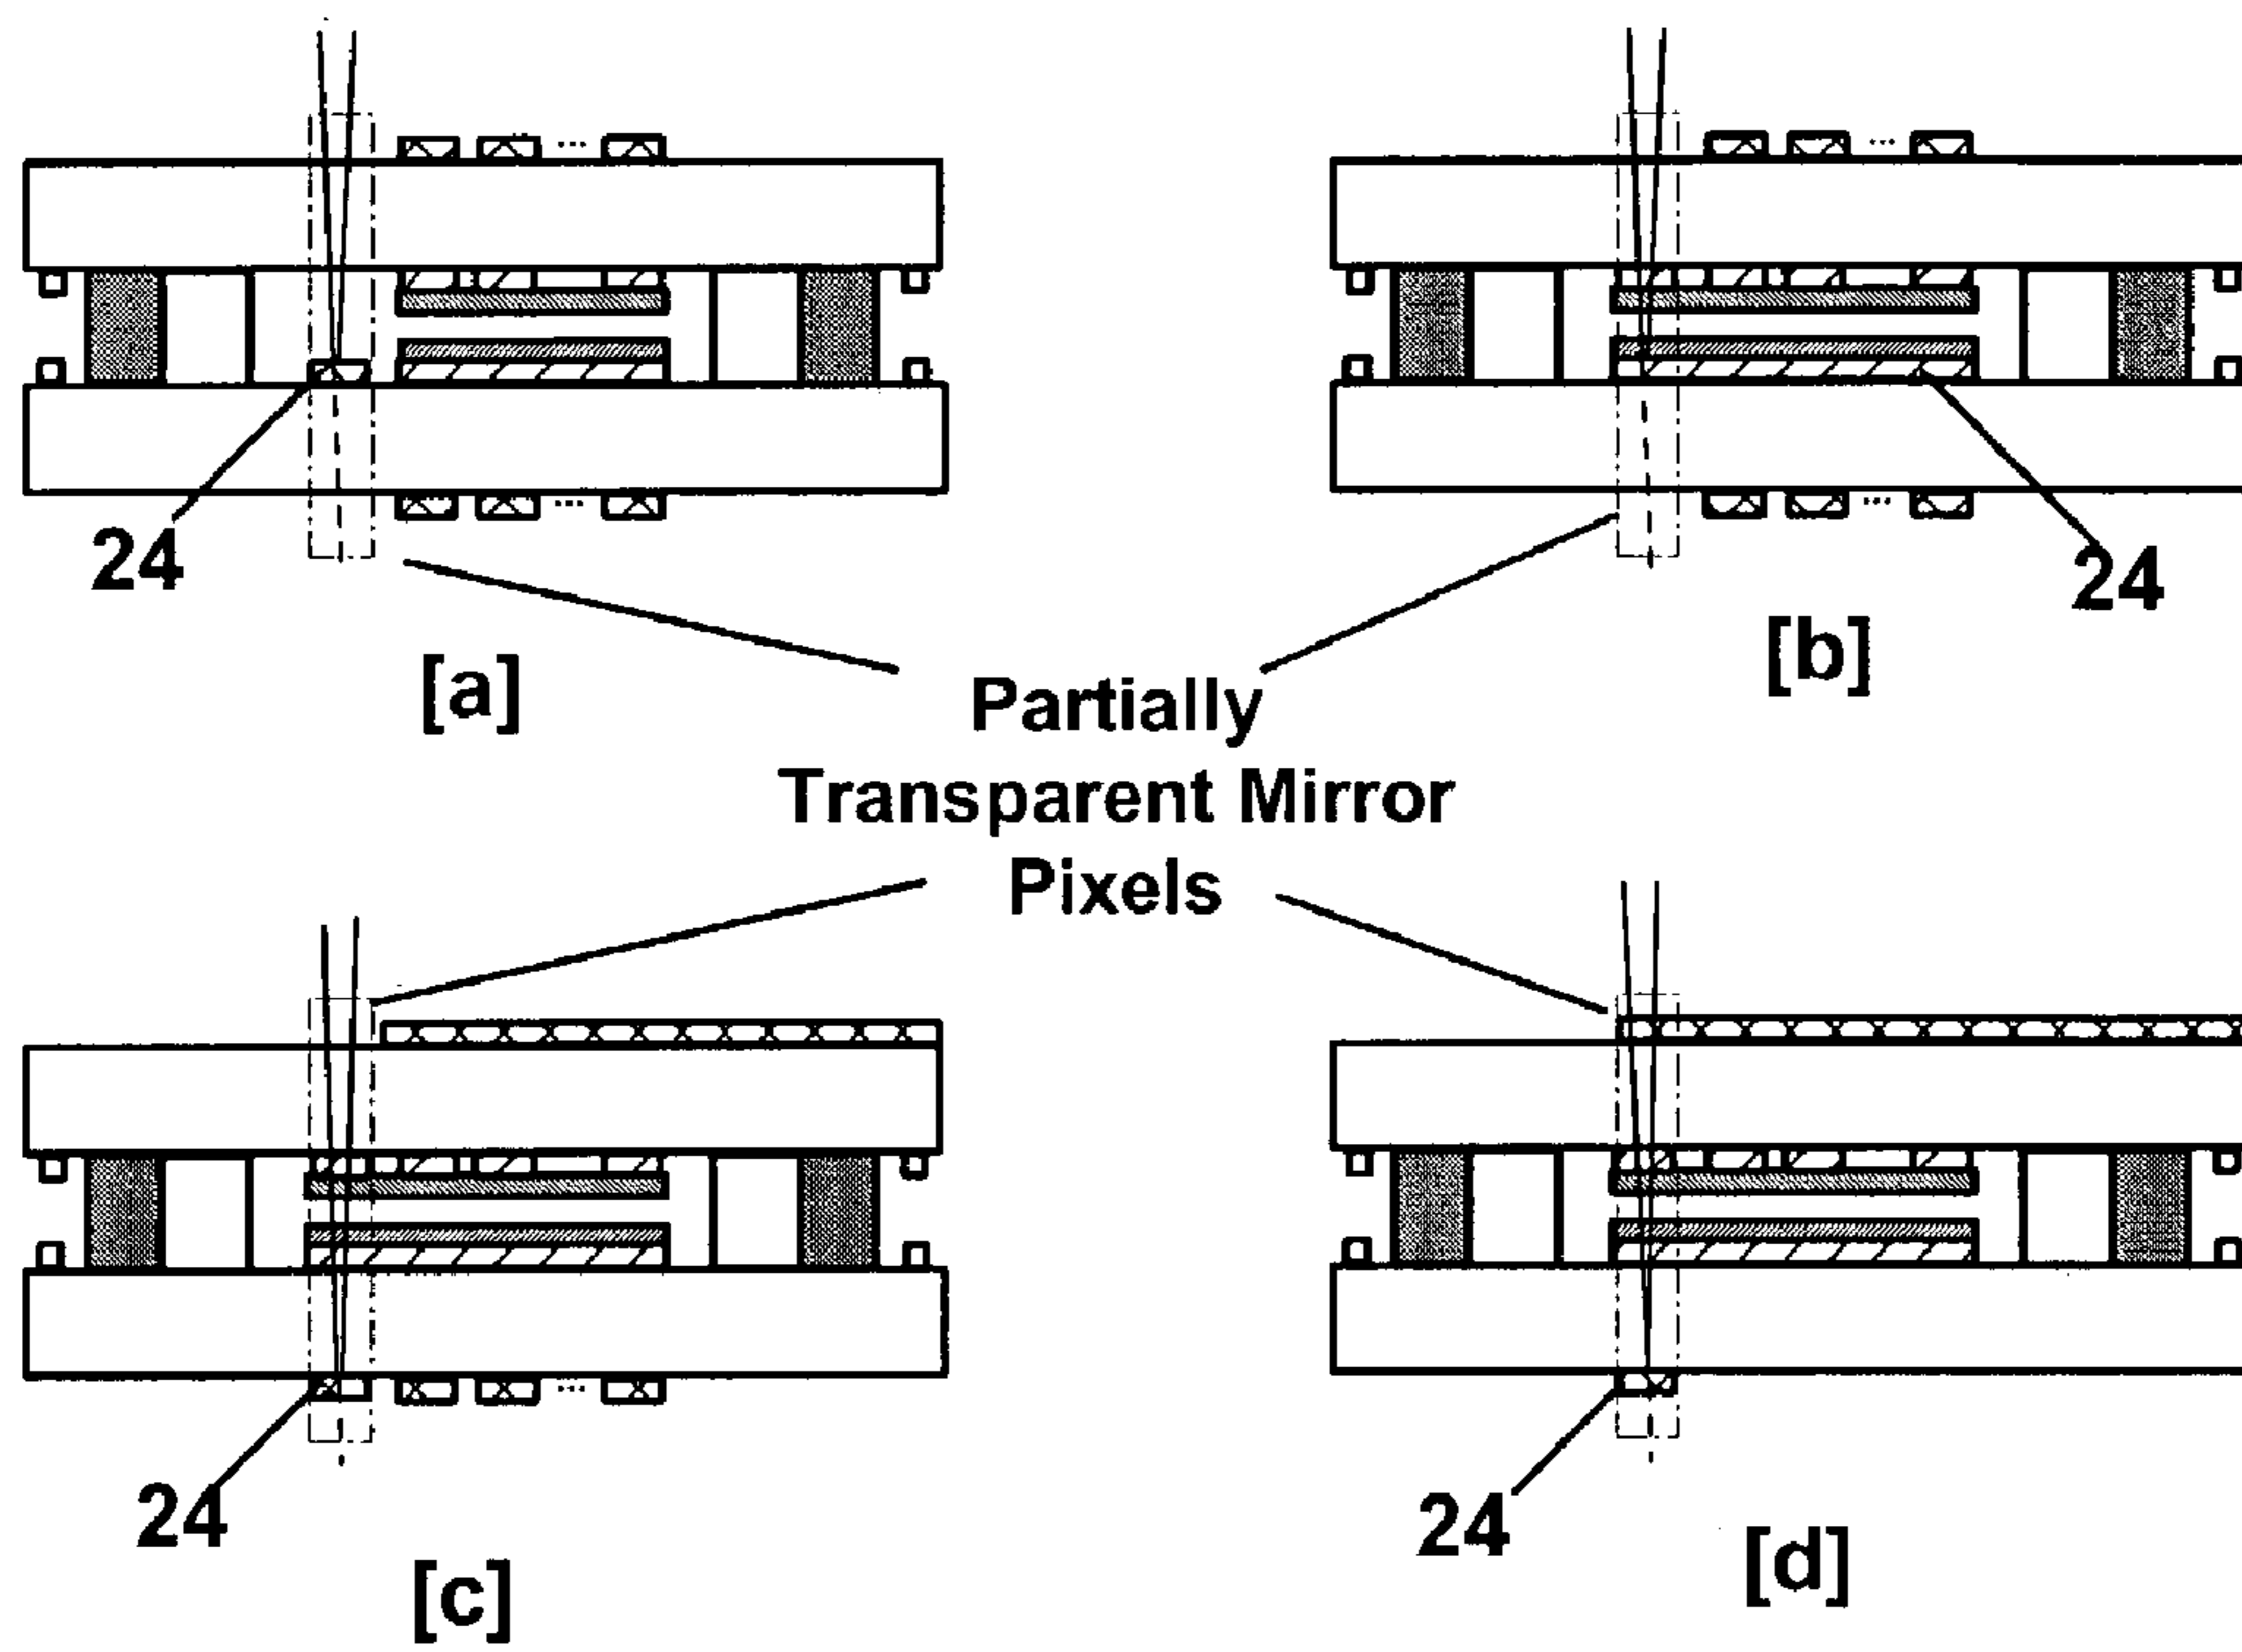 24
24
[a]
[b]
Partially
Transparent Mirror
Pixels
24
24
[c]
[d]